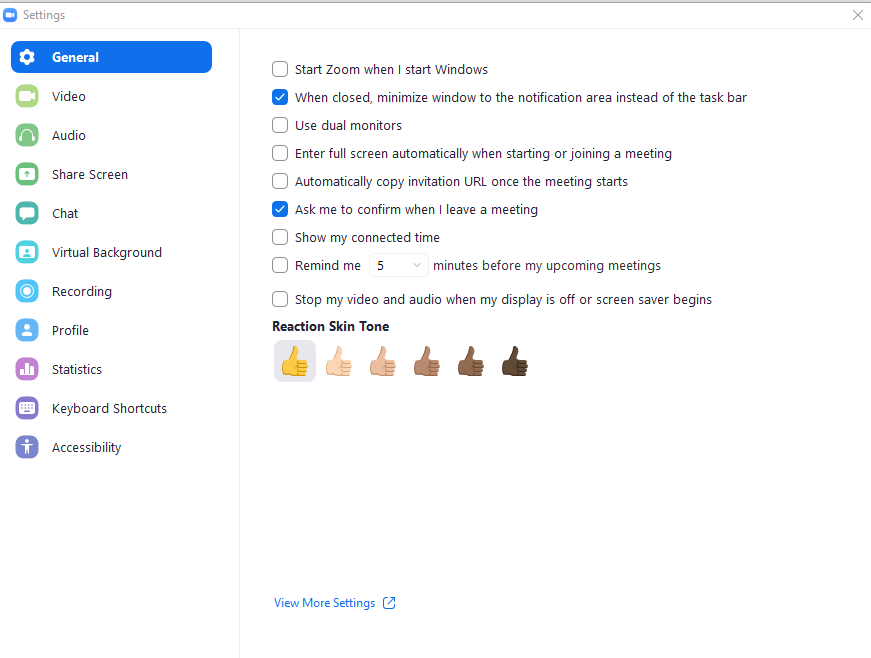 Settings
General
Video
Audio
Share Screen
Chat
Virtual Background
Recording
Profile
Statistics
Keyboard Shortcuts
Accessibility
Start Zoom when I start Windows
When closed, minimize window to the notification area instead of the task bar
Use dual monitors
Enter full screen automatically when starting or joining a meeting
Automatically copy invitation URL once the meeting starts
Ask me to confirm when I leave a meeting
Show my connected time
Remind me 5 minutes before my upcoming meetings
Stop my video and audio when my display is off or screen saver begins
Reaction Skin Tone
View More Settings